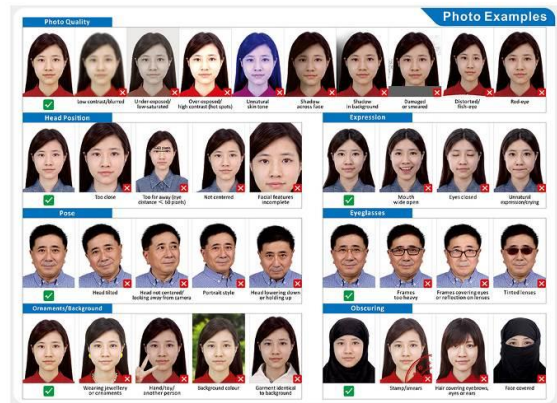 Photo Examples
Photo Quality
Low contrast/blurred
Under exposed/
low-saturated
Over exposed/
high contrast (hot spots)
Unnatural
skin tone
Shadow
across face
Shadow
in background
Damaged
or smeared
Distorted/
fish-eye
Red eye
Head Position
Too close
Too far away (eye
distance < 60 pixels)
Not centered
Facial features
incomplete
Expression
Mouth
wide open
Eyes closed
Unnatural
expression/crying
Pose
Head tilted
Head not centered/
looking away from camera
Portrait style
Head lowering down
or holding up
Eyeglasses
Frames
too heavy
Frames covering eyes
or reflection on lenses
Tinted lenses
Ornaments/Background
Wearing jewellery
or ornaments
Hand/toy/
another person
Background colour
Garment identical
to background
Obscuring
Stamp/smears
Hair covering eyebrows,
eyes or ears
Face covered